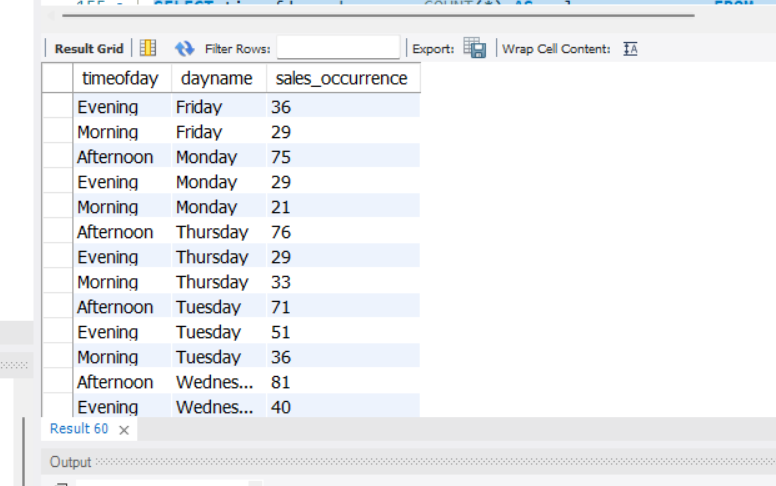 Result Grid Filter Rows: Export: Wrap Cell Content: IA
timeofday dayname sales_occurrence
Evening Friday 36
Morning Friday 29
Afternoon Monday 75
Evening Monday 29
Morning Monday 21
Afternoon Thursday 76
Evening Thursday 29
Morning Thursday 33
Afternoon Tuesday 71
Evening Tuesday 51
Morning Tuesday 36
Afternoon Wednes... 81
Evening Wednes... 40
Result 60 ×
Output